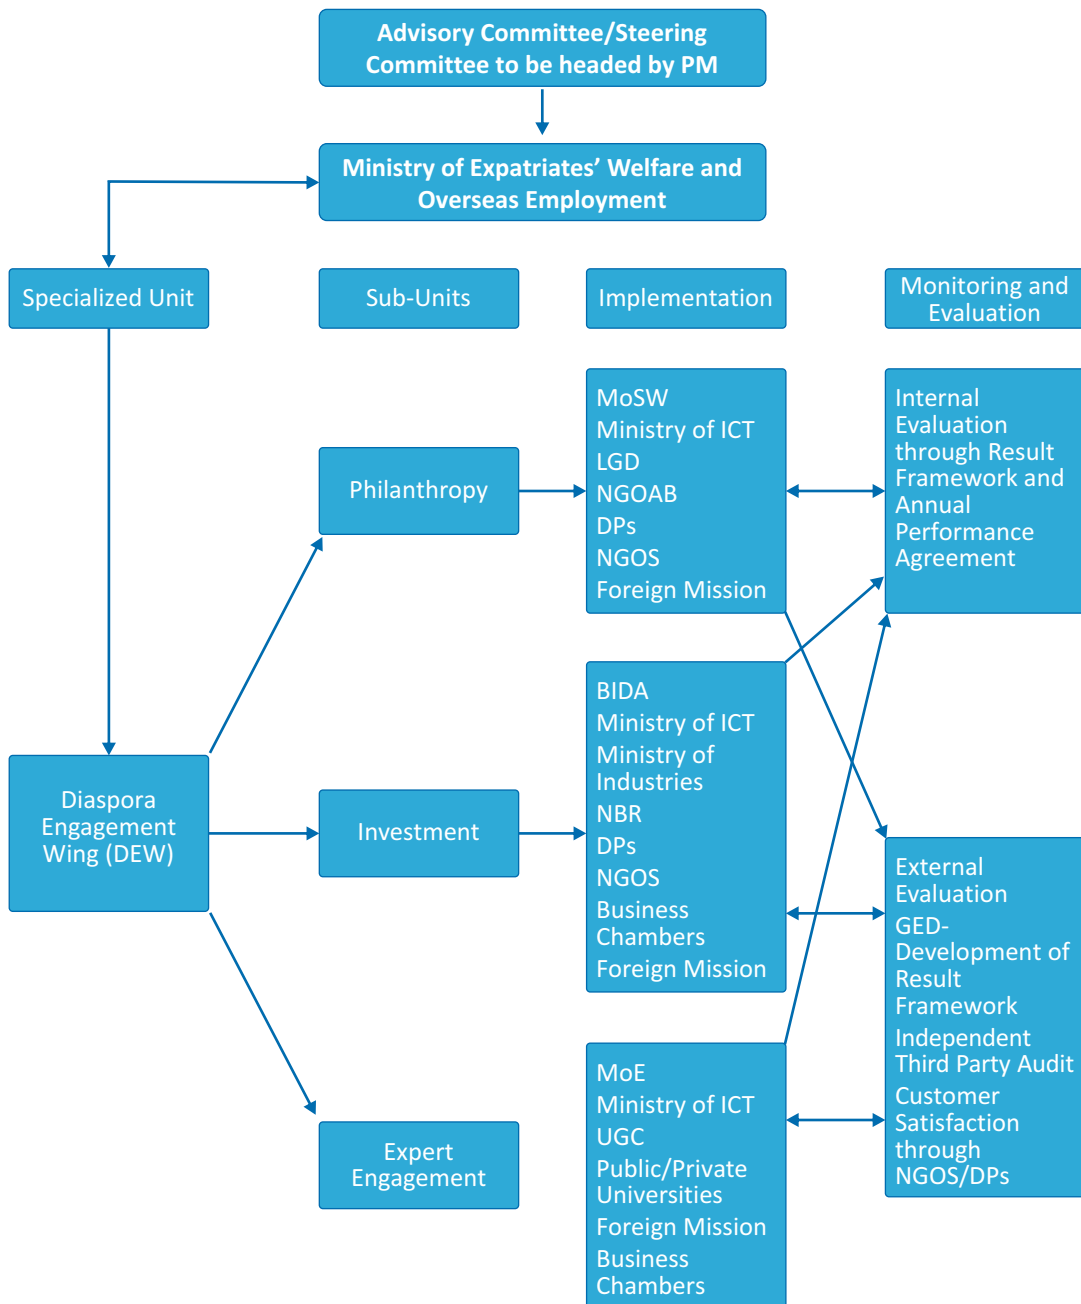 Advisory Committee/Steering
Committee to be headed by PM
Ministry of Expatriates’ Welfare and
Overseas Employment
Specialized Unit
Sub-Units
Implementation
Monitoring and
Evaluation
Philanthropy
MoSW
Ministry of ICT
LGD
NGOAB
DPs
NGOS
Foreign Mission
Internal
Evaluation
through Result
Framework and
Annual
Performance
Agreement
Diaspora
Engagement
Wing (DEW)
Investment
BIDA
Ministry of ICT
Ministry of
Industries
NBR
DPs
NGOS
Business
Chambers
Foreign Mission
External
Evaluation
GED-
Development of
Result
Framework
Independent
Third Party Audit
Customer
Satisfaction
through
NGOS/DPs
Expert
Engagement
MoE
Ministry of ICT
UGC
Public/Private
Universities
Foreign Mission
Business
Chambers